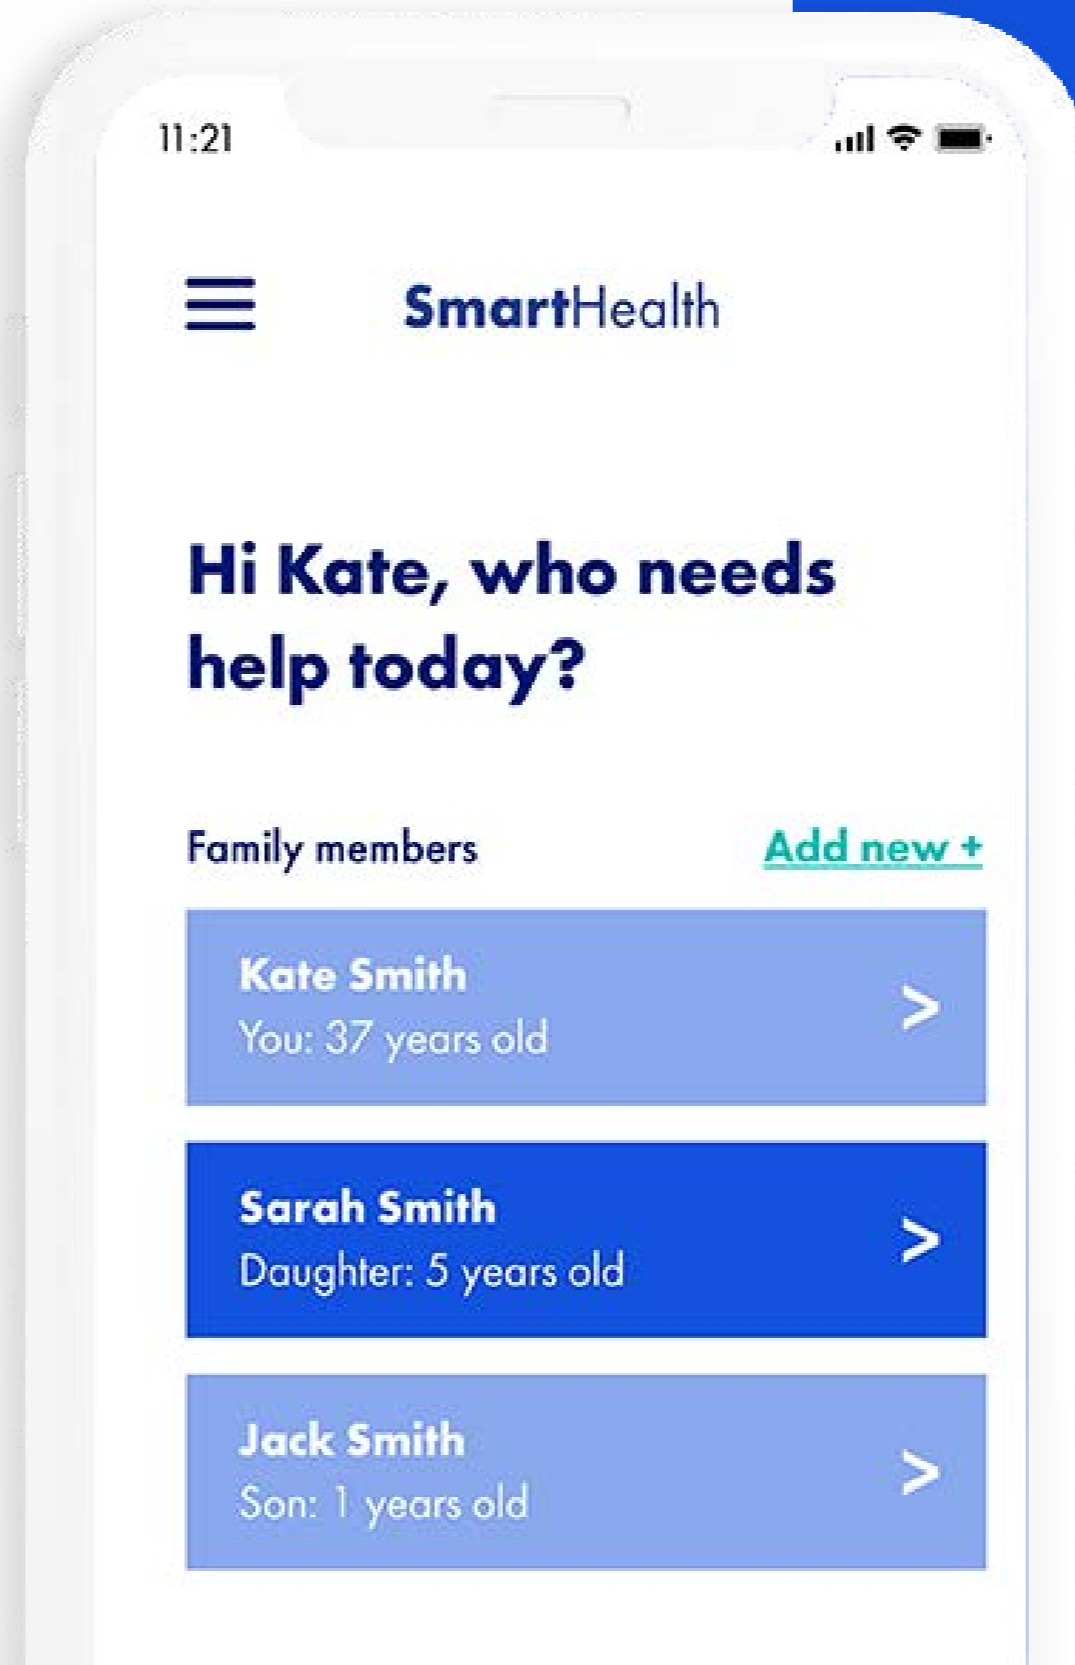 11:21
SmartHealth
Hi Kate, who needs
help today?
Family members
Add new +
Kate Smith
You: 37 years old
>
Sarah Smith
Daughter: 5 years old
>
Jack Smith
Son: 1 years old
>